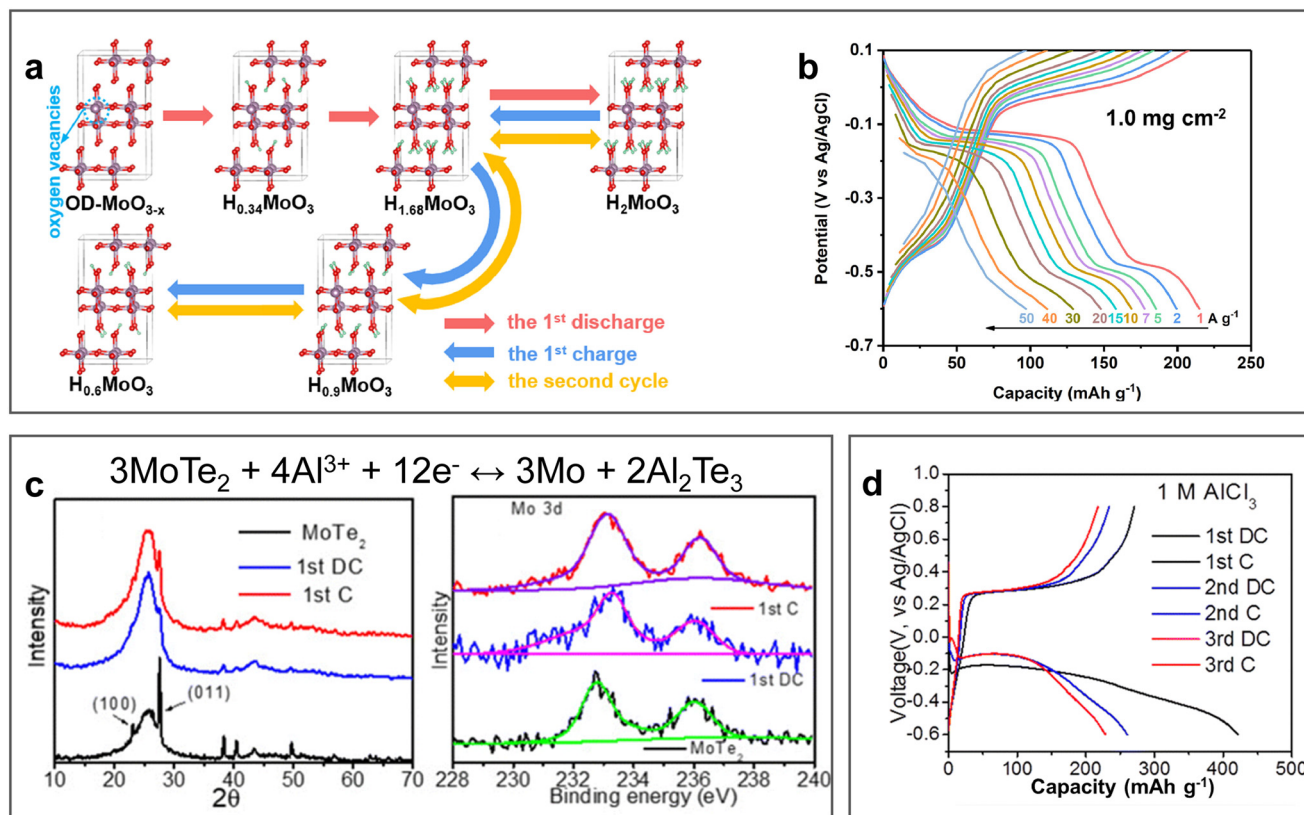 a
oxygen vacancies
OD-MoO3-x
H0.34MoO3
H1.68MoO3
H2MoO3
H0.6MoO3
H0.9MoO3
the 1st discharge
the 1st charge
the second cycle
b
1.0 mg cm-2
Potential (V vs Ag/AgCl)
0.1
-0.1
-0.3
-0.5
-0.7
50 40 30 20 15 10 7 5 2 1 A g-1
0 50 100 150 200 250
Capacity (mAh g-1)
c
3MoTe2 + 4Al3+ + 12e- ↔ 3Mo + 2Al2Te3
Intensity
MoTe2
1st DC
1st C
(100)
(011)
10 20 30 40 50 60 70
2θ
Intensity
Mo 3d
1st C
1st DC
MoTe2
228 230 232 234 236 238 240
Binding energy (eV)
d
1 M AlCl3
Voltage(V, vs Ag/AgCl)
1.0
0.8
0.6
0.4
0.2
0.0
-0.2
-0.4
-0.6
1st DC
1st C
2nd DC
2nd C
3rd DC
3rd C
0 100 200 300 400 500
Capacity (mAh g-1)